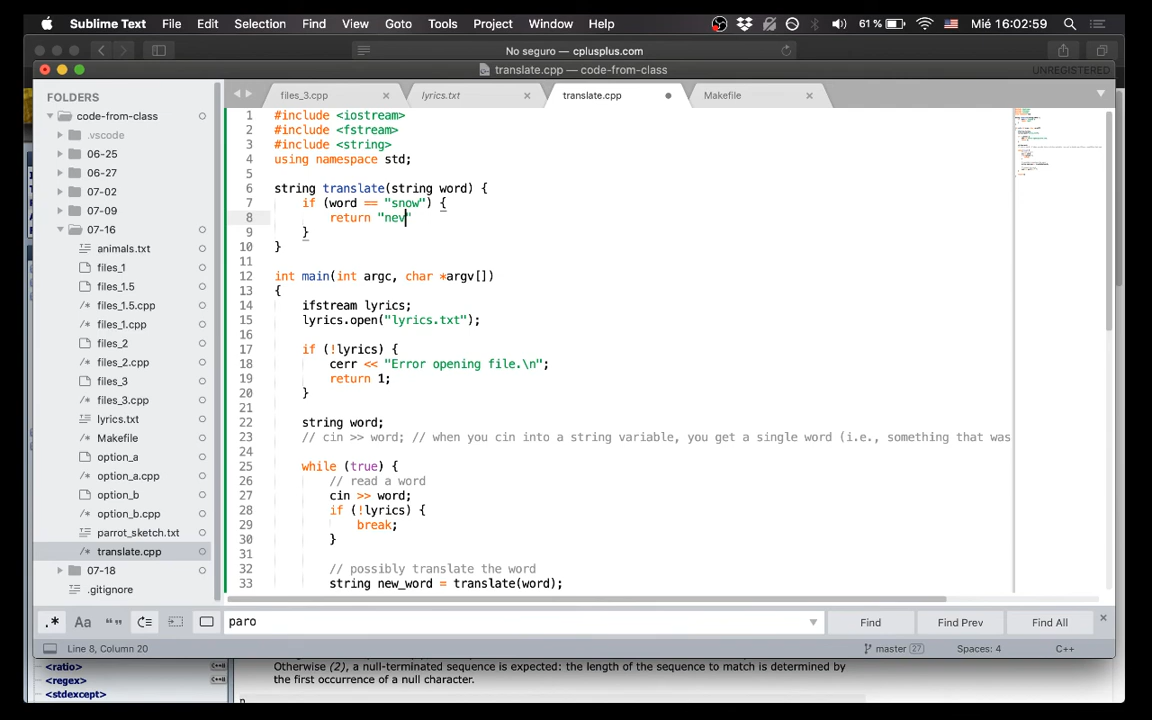 Sublime Text File Edit Selection Find View Goto Tools Project Window Help 61% Mié 16:02:59
No seguro — cplusplus.com
translate.cpp — code-from-class
UNREGISTERED
FOLDERS
code-from-class
.vscode
06-25
06-27
07-02
07-09
07-16
animals.txt
files_1
files_1.5
files_1.5.cpp
files_1.cpp
files_2
files_2.cpp
files_3
files_3.cpp
lyrics.txt
Makefile
option_a
option_a.cpp
option_b
option_b.cpp
parrot_sketch.txt
translate.cpp
07-18
.gitignore
files_3.cpp lyrics.txt translate.cpp Makefile
1 #include <iostream>
2 #include <fstream>
3 #include <string>
4 using namespace std;
5
6 string translate(string word) {
7 if (word == "snow") {
8 return "nev"
9 }
10 }
11
12 int main(int argc, char *argv[])
13 {
14 ifstream lyrics;
15 lyrics.open("lyrics.txt");
16
17 if (!lyrics) {
18 cerr << "Error opening file.\n";
19 return 1;
20 }
21
22 string word;
23 // cin >> word; // when you cin into a string variable, you get a single word (i.e., something that was
24
25 while (true) {
26 // read a word
27 cin >> word;
28 if (!lyrics) {
29 break;
30 }
31
32 // possibly translate the word
33 string new_word = translate(word);
.* Aa “ ” paro Find Find Prev Find All
Line 8, Column 20 master 27 Spaces: 4 C++
<ratio>
<regex>
<stdexcept>
Otherwise (2), a null-terminated sequence is expected: the length of the sequence to match is determined by
the first occurrence of a null character.